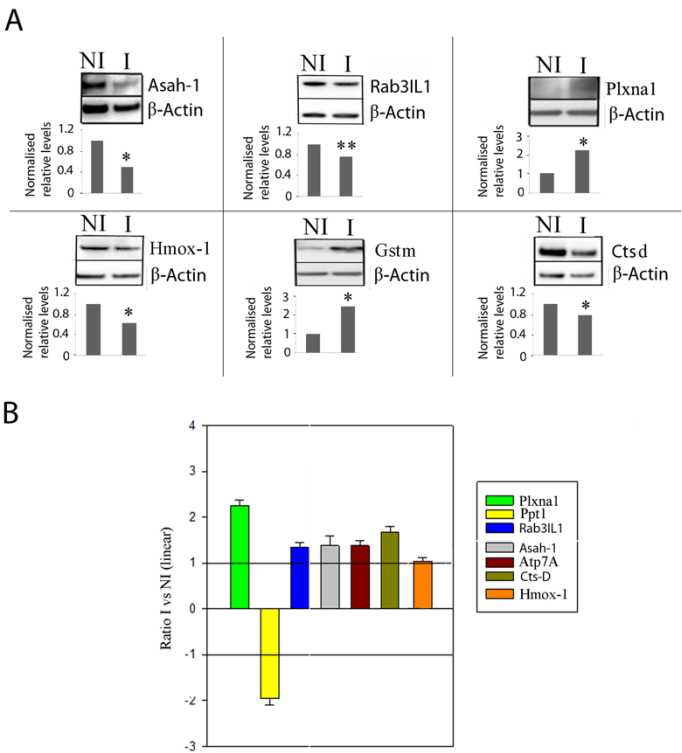 A
NI I
Asah-1
β-Actin
Normalised relative levels
1.2
0.8
0.4
0
*
NI I
Rab3IL1
β-Actin
Normalised relative levels
1.2
0.8
0.4
0
**
NI I
Plxna1
β-Actin
Normalised relative levels
3
2
1
0
*
NI I
Hmox-1
β-Actin
Normalised relative levels
1.2
0.8
0.4
0
*
NI I
Gstm
β-Actin
Normalised relative levels
3
2
1
0
*
NI I
Ctsd
β-Actin
Normalised relative levels
1.2
0.8
0.4
0
*
B
Ratio I vs NI (linear)
4
3
2
1
0
-1
-2
-3
Plxna1
Ppt1
Rab3IL1
Asah-1
Atp7A
Cts-D
Hmox-1